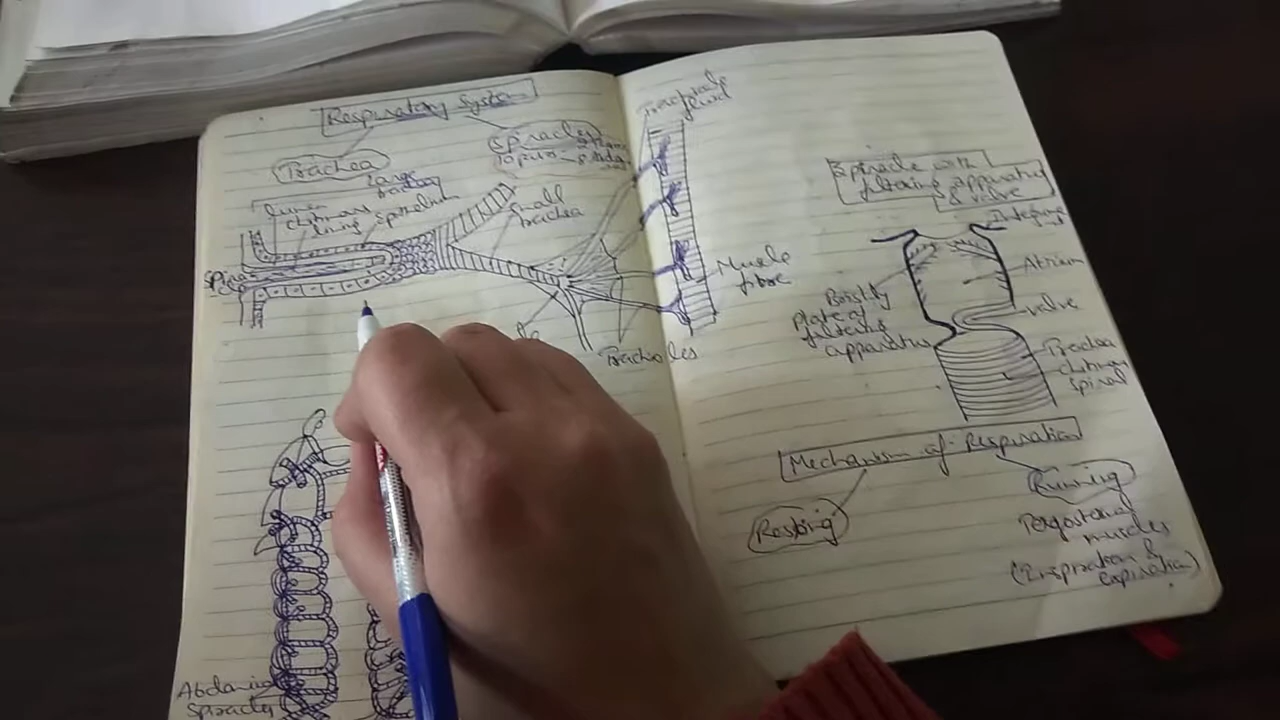 Respiratory System
Trachea
Spiracles
10 pairs
Large
trachea
Lumen
Chitinous
lining
epithelium
Small
trachea
Tracheoles
Tracheole
fluid
Muscle
fibre
Abdominal
Spiracles
Spiracle with
filtering apparatus
& valve
Atrium
valve
Bristly
Plate of
filtering
apparatus
Trachea
Chitinous
Spiral
Mechanism of Respiration
Resting
Running
muscles
(Inspiration &
expiration)